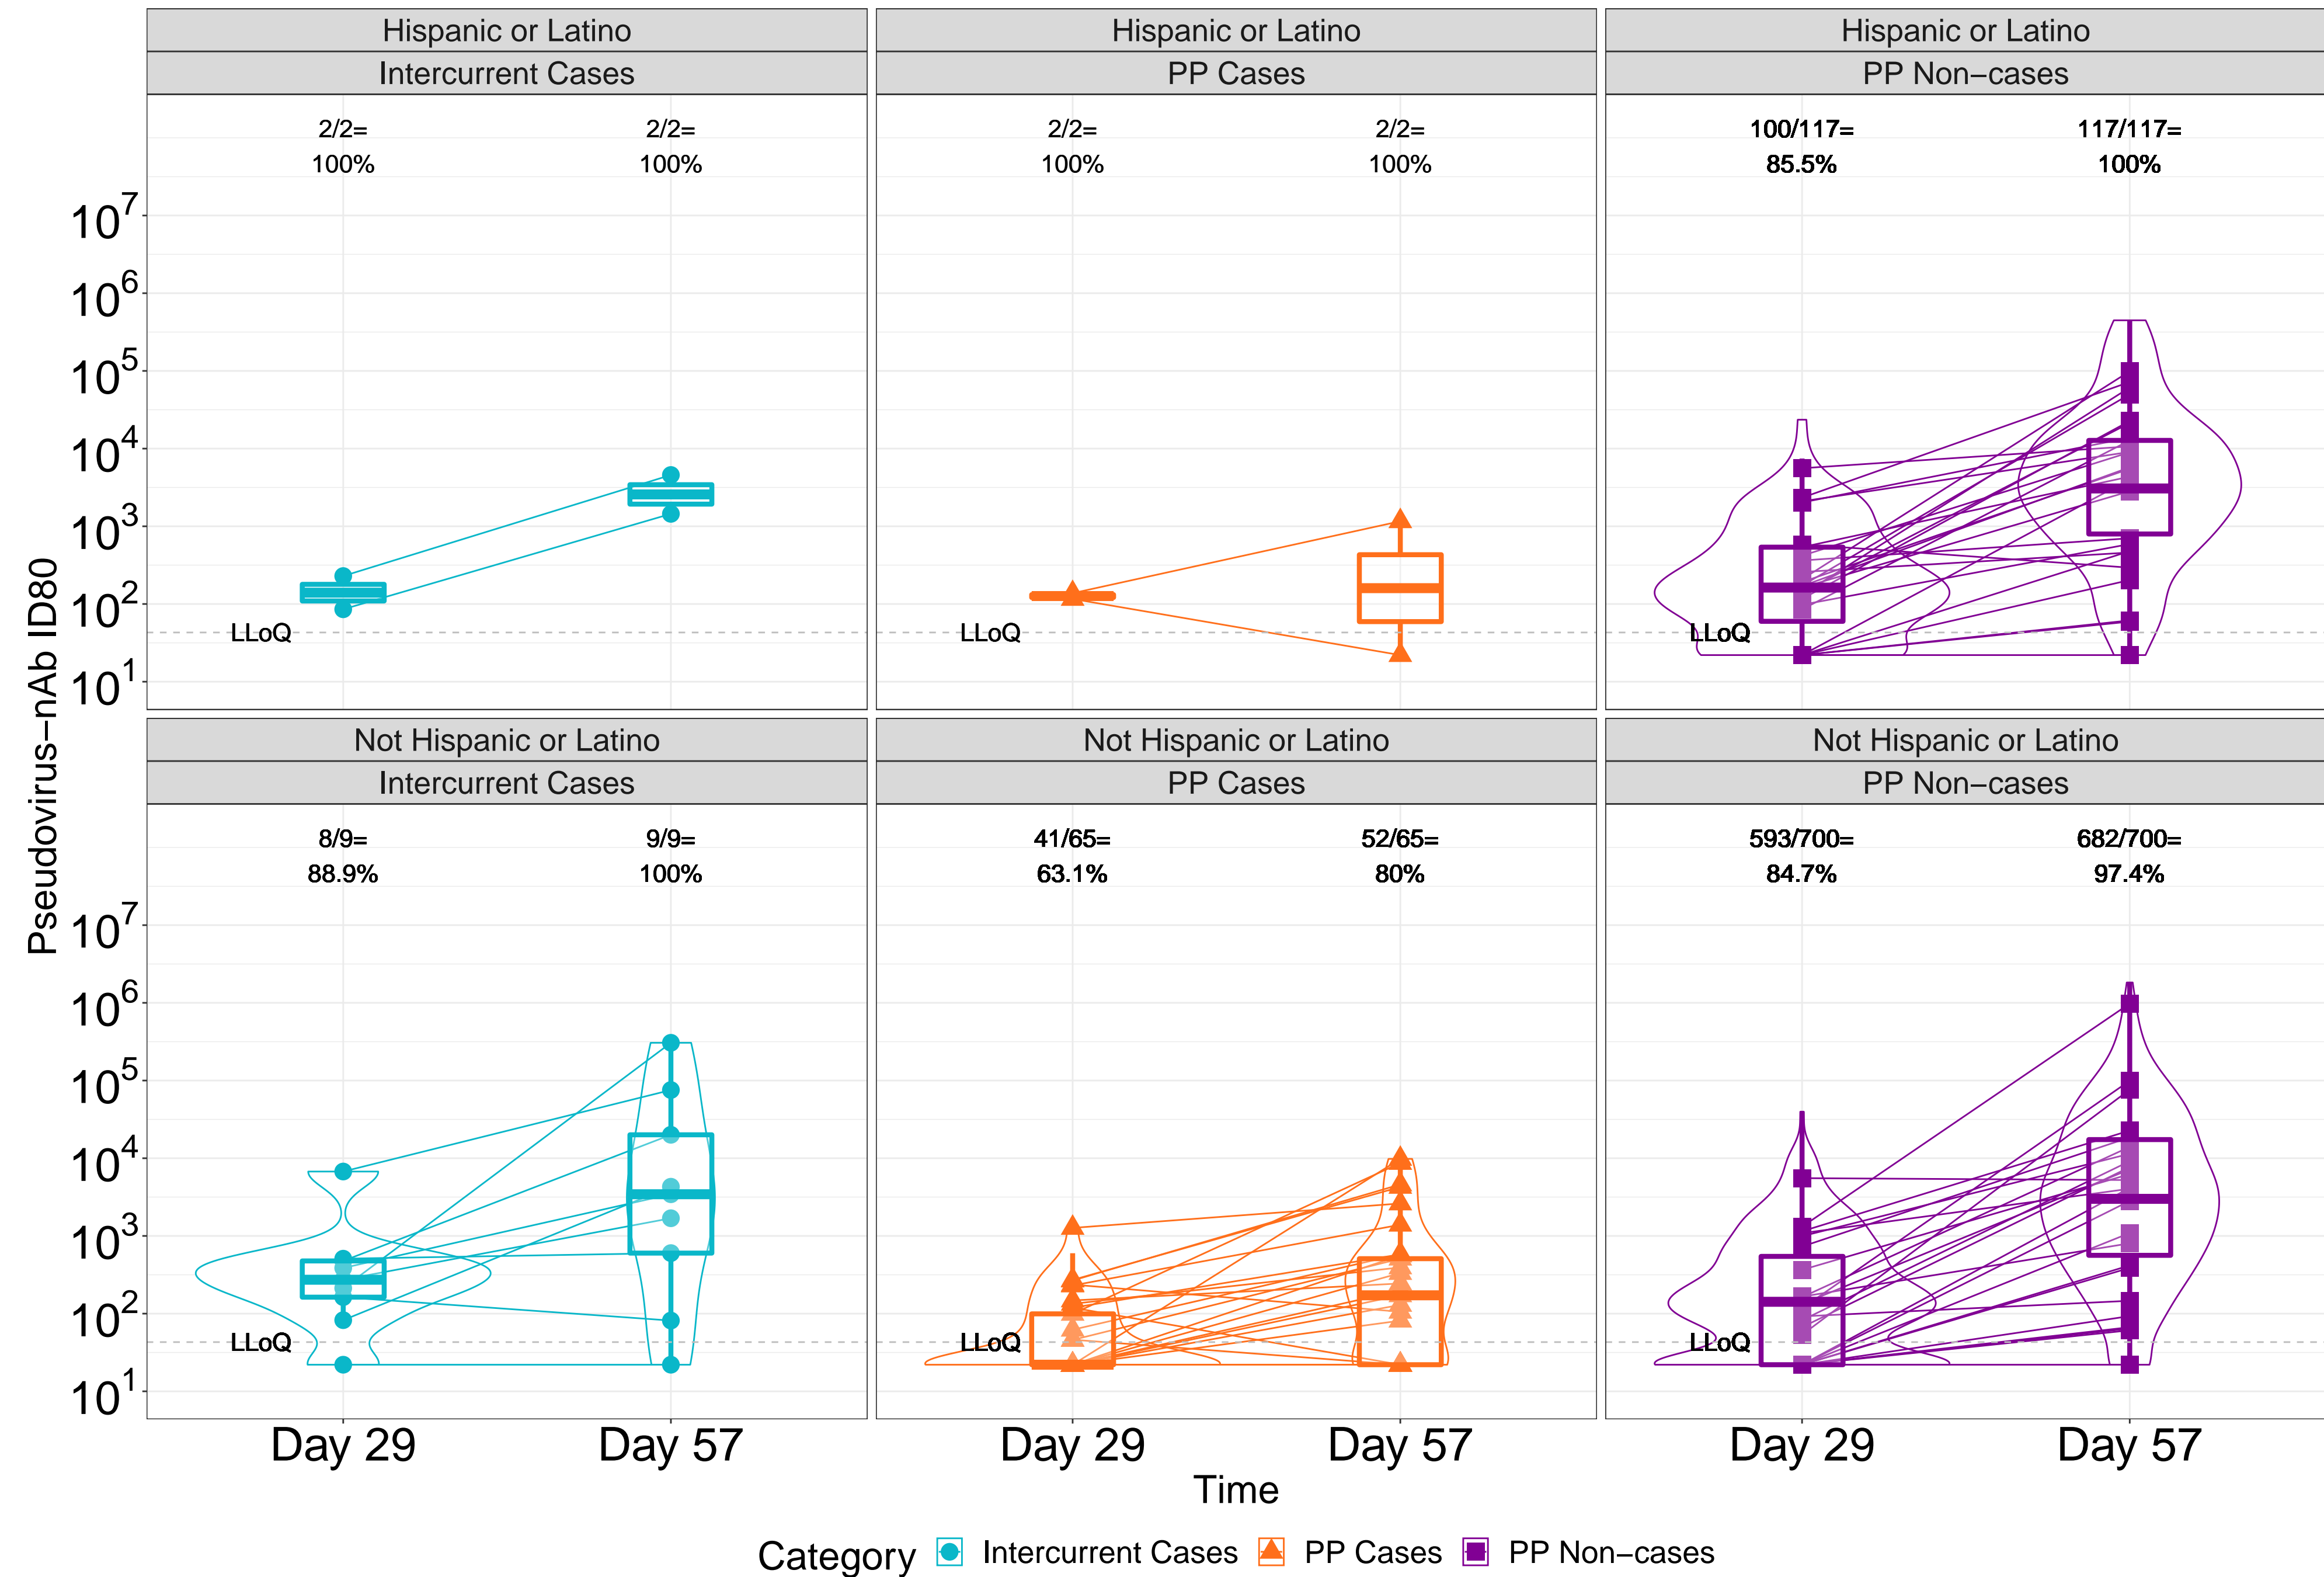 Hispanic or Latino
Intercurrent Cases
Hispanic or Latino
PP Cases
Hispanic or Latino
PP Non−cases
2/2=
100%
2/2=
100%
2/2=
100%
2/2=
100%
100/117=
85.5%
117/117=
100%
10^7
10^6
10^5
10^4
10^3
10^2
10^1
LLoQ
LLoQ
LLoQ
Pseudovirus−nAb ID80
Not Hispanic or Latino
Intercurrent Cases
Not Hispanic or Latino
PP Cases
Not Hispanic or Latino
PP Non−cases
8/9=
88.9%
9/9=
100%
41/65=
63.1%
52/65=
80%
593/700=
84.7%
682/700=
97.4%
10^7
10^6
10^5
10^4
10^3
10^2
10^1
LLoQ
LLoQ
LLoQ
Day 29
Day 57
Day 29
Day 57
Day 29
Day 57
Time
Category
Intercurrent Cases
PP Cases
PP Non−cases